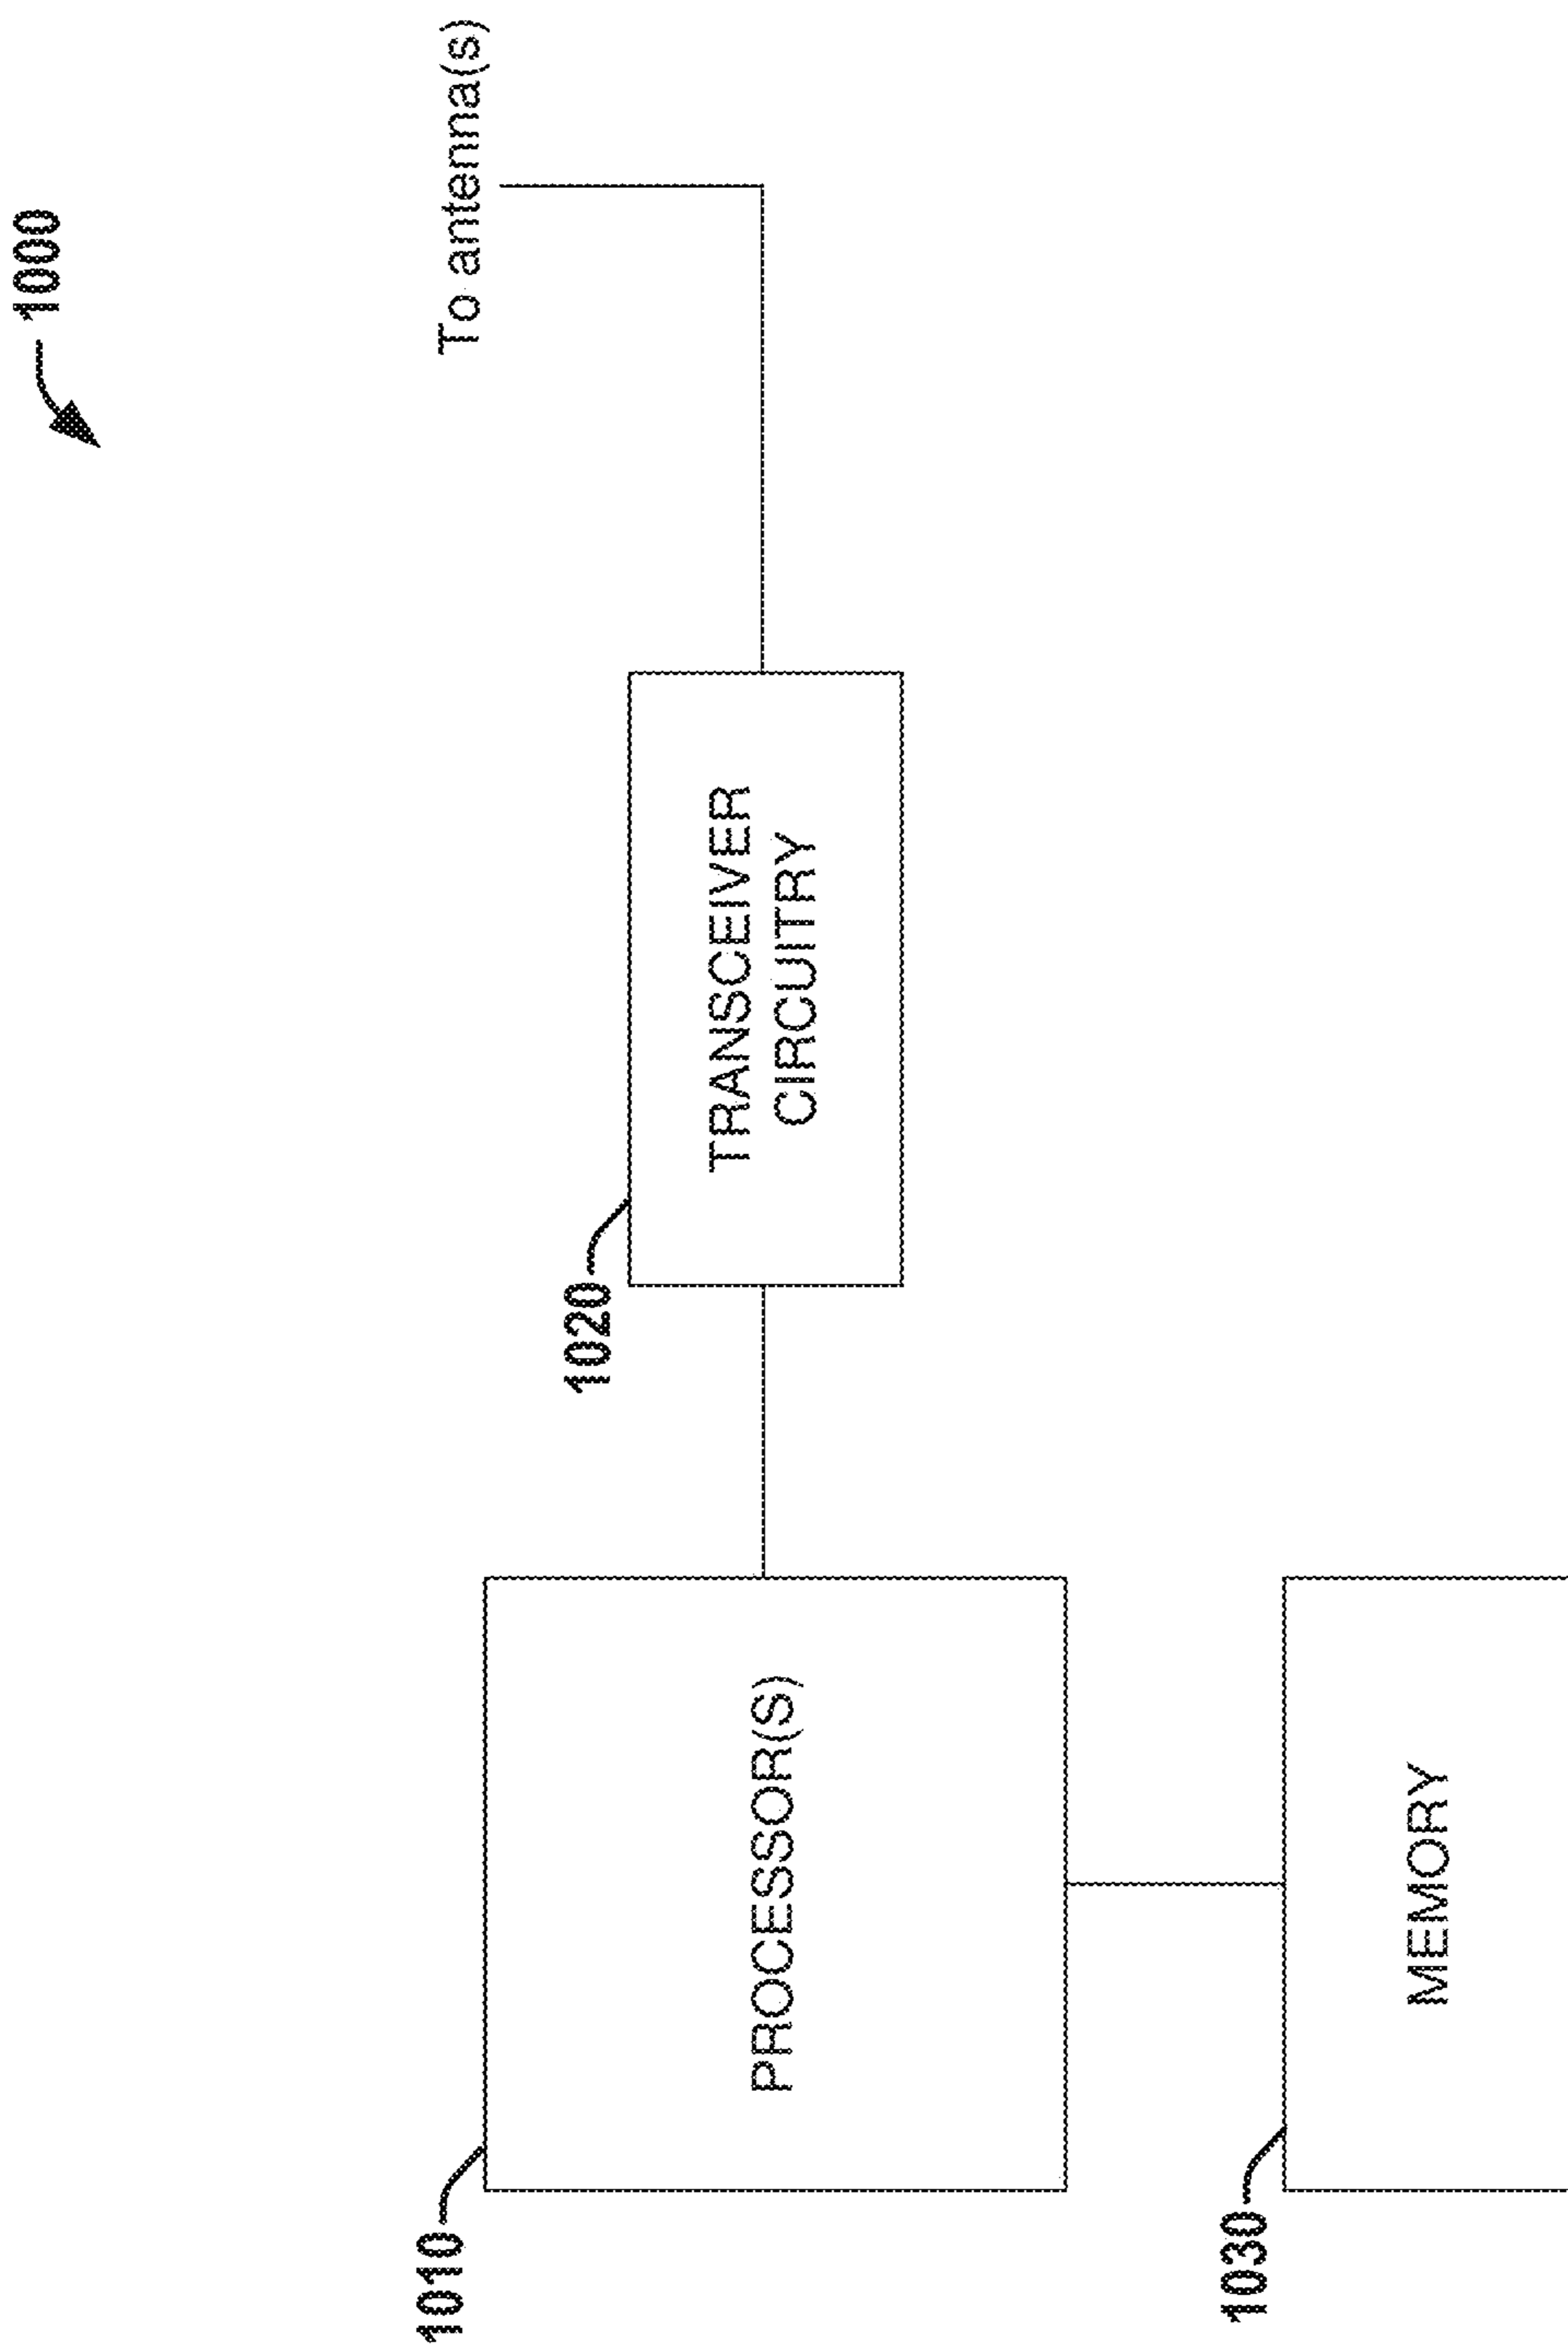 1000
To antenna(s)
1020
TRANSCEIVER
CIRCUITRY
1010
PROCESSOR(S)
1030
MEMORY